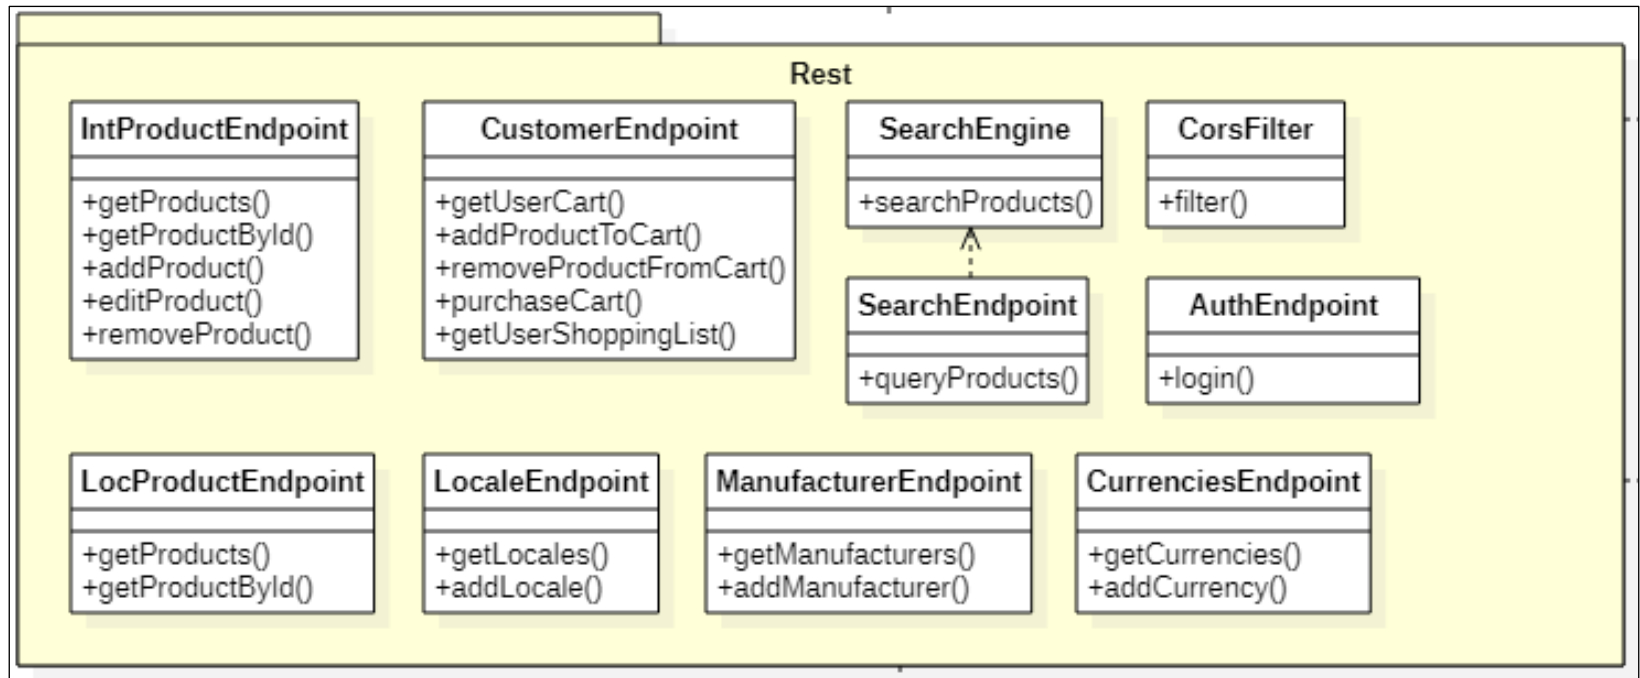 Rest
IntProductEndpoint
+getProducts()
+getProductById()
+addProduct()
+editProduct()
+removeProduct()
CustomerEndpoint
+getUserCart()
+addProductToCart()
+removeProductFromCart()
+purchaseCart()
+getUserShoppingList()
SearchEngine
+searchProducts()
CorsFilter
+filter()
SearchEndpoint
+queryProducts()
AuthEndpoint
+login()
LocProductEndpoint
+getProducts()
+getProductById()
LocaleEndpoint
+getLocales()
+addLocale()
ManufacturerEndpoint
+getManufacturers()
+addManufacturer()
CurrenciesEndpoint
+getCurrencies()
+addCurrency()